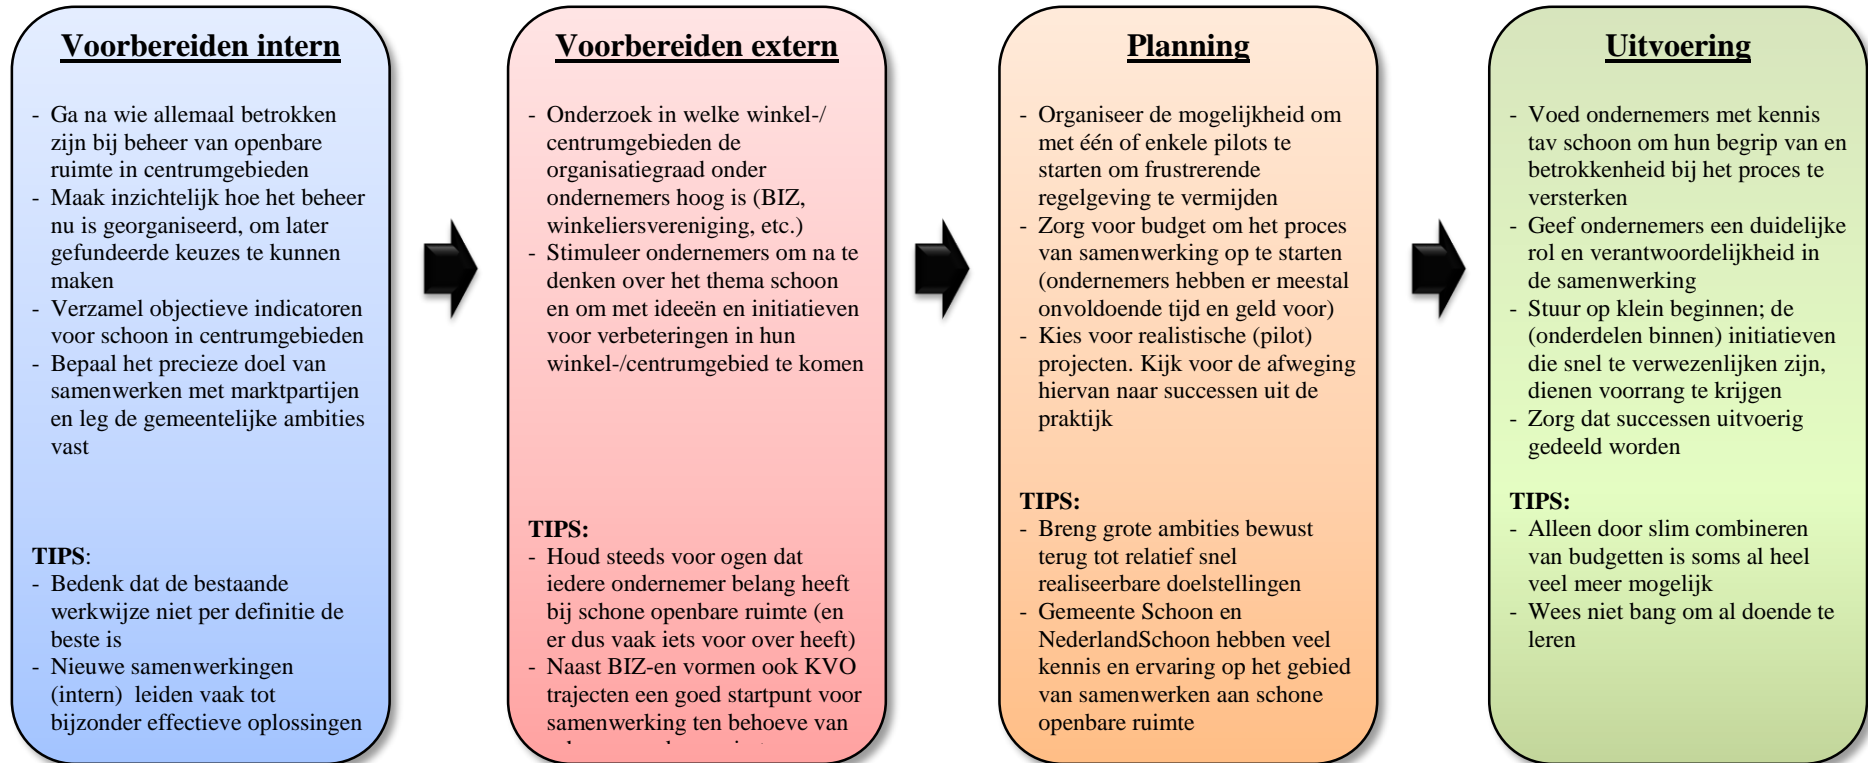 Voorbereiden intern
- Ga na wie allemaal betrokken
zijn bij beheer van openbare
ruimte in centrumgebieden
- Maak inzichtelijk hoe het beheer
nu is georganiseerd, om later
gefundeerde keuzes te kunnen
maken
- Verzamel objectieve indicatoren
voor schoon in centrumgebieden
- Bepaal het precieze doel van
samenwerken met marktpartijen
en leg de gemeentelijke ambities
vast
TIPS:
- Bedenk dat de bestaande
werkwijze niet per definitie de
beste is
- Nieuwe samenwerkingen
(intern) leiden vaak tot
bijzonder effectieve oplossingen
Voorbereiden extern
- Onderzoek in welke winkel-/
centrumgebieden de
organisatiegraad onder
ondernemers hoog is (BIZ,
winkeliersvereniging, etc.)
- Stimuleer ondernemers om na te
denken over het thema schoon
en om met ideeën en initiatieven
voor verbeteringen in hun
winkel-/centrumgebied te komen
TIPS:
- Houd steeds voor ogen dat
iedere ondernemer belang heeft
bij schone openbare ruimte (en
er dus vaak iets voor over heeft)
- Naast BIZ-en vormen ook KVO
trajecten een goed startpunt voor
samenwerking ten behoeve van
Planning
- Organiseer de mogelijkheid om
met één of enkele pilots te
starten om frustrerende
regelgeving te vermijden
- Zorg voor budget om het proces
van samenwerking op te starten
(ondernemers hebben er meestal
onvoldoende tijd en geld voor)
- Kies voor realistische (pilot)
projecten. Kijk voor de afweging
hiervan naar successen uit de
praktijk
TIPS:
- Breng grote ambities bewust
terug tot relatief snel
realiseerbare doelstellingen
- Gemeente Schoon en
NederlandSchoon hebben veel
kennis en ervaring op het gebied
van samenwerken aan schone
openbare ruimte
Uitvoering
- Voed ondernemers met kennis
tav schoon om hun begrip van en
betrokkenheid bij het proces te
versterken
- Geef ondernemers een duidelijke
rol en verantwoordelijkheid in
de samenwerking
- Stuur op klein beginnen; de
(onderdelen binnen) initiatieven
die snel te verwezenlijken zijn,
dienen voorrang te krijgen
- Zorg dat successen uitvoerig
gedeeld worden
TIPS:
- Alleen door slim combineren
van budgetten is soms al heel
veel meer mogelijk
- Wees niet bang om al doende te
leren